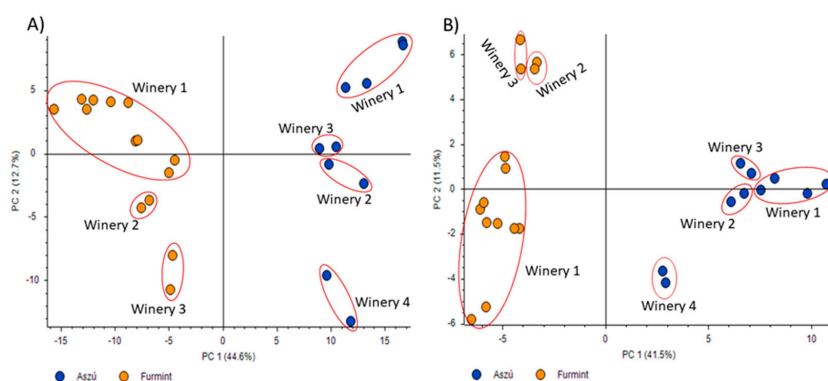 A)
PC 2 (12.7%)
5
0
-5
-10
Winery 1
Winery 2
Winery 3
Winery 1
Winery 3
Winery 2
Winery 4
-15 -10 -5 0 5 10 15
PC 1 (44.6%)
Aszú Furmint
B)
PC 2 (11.5%)
6
4
2
0
-2
-4
-6
Winery 3
Winery 2
Winery 1
Winery 3
Winery 2
Winery 1
Winery 4
-5 0 5 10
PC 1 (41.5%)
Aszú Furmint